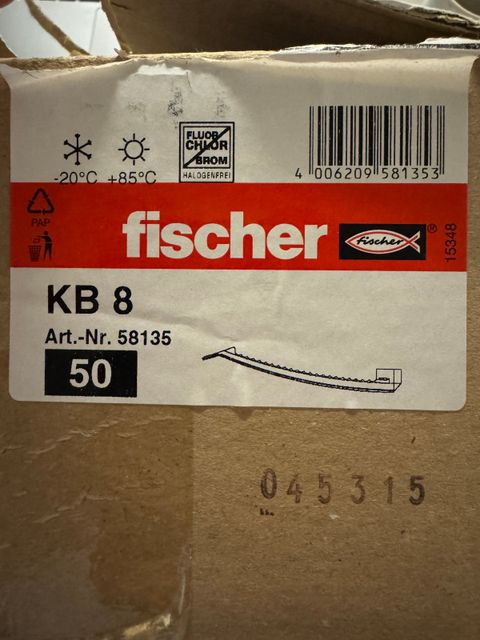 FLUOR
CHLOR
BROM
HALOGENFREI
-20°C +85°C
4 006209 581353
PAP
fischer
fischer
®
15348
KB 8
Art.-Nr. 58135
50
045315